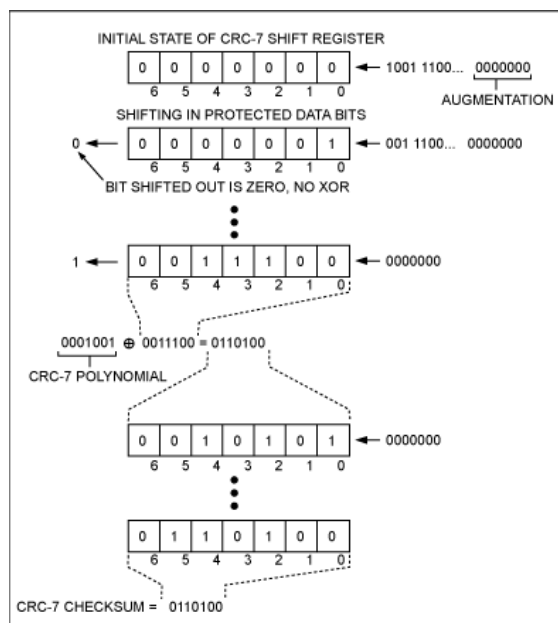 INITIAL STATE OF CRC-7 SHIFT REGISTER
0 0 0 0 0 0 0 1001 1100... 0000000
6 5 4 3 2 1 0 AUGMENTATION
SHIFTING IN PROTECTED DATA BITS
0 0 0 0 0 0 0 1 001 1100... 0000000
6 5 4 3 2 1 0
BIT SHIFTED OUT IS ZERO, NO XOR
1 0 0 1 1 1 0 0 0000000
6 5 4 3 2 1 0
0001001 ⊕ 0011100 = 0110100
CRC-7 POLYNOMIAL
0 0 1 0 1 0 1 0000000
6 5 4 3 2 1 0
0 1 1 0 1 0 0
6 5 4 3 2 1 0
CRC-7 CHECKSUM = 0110100